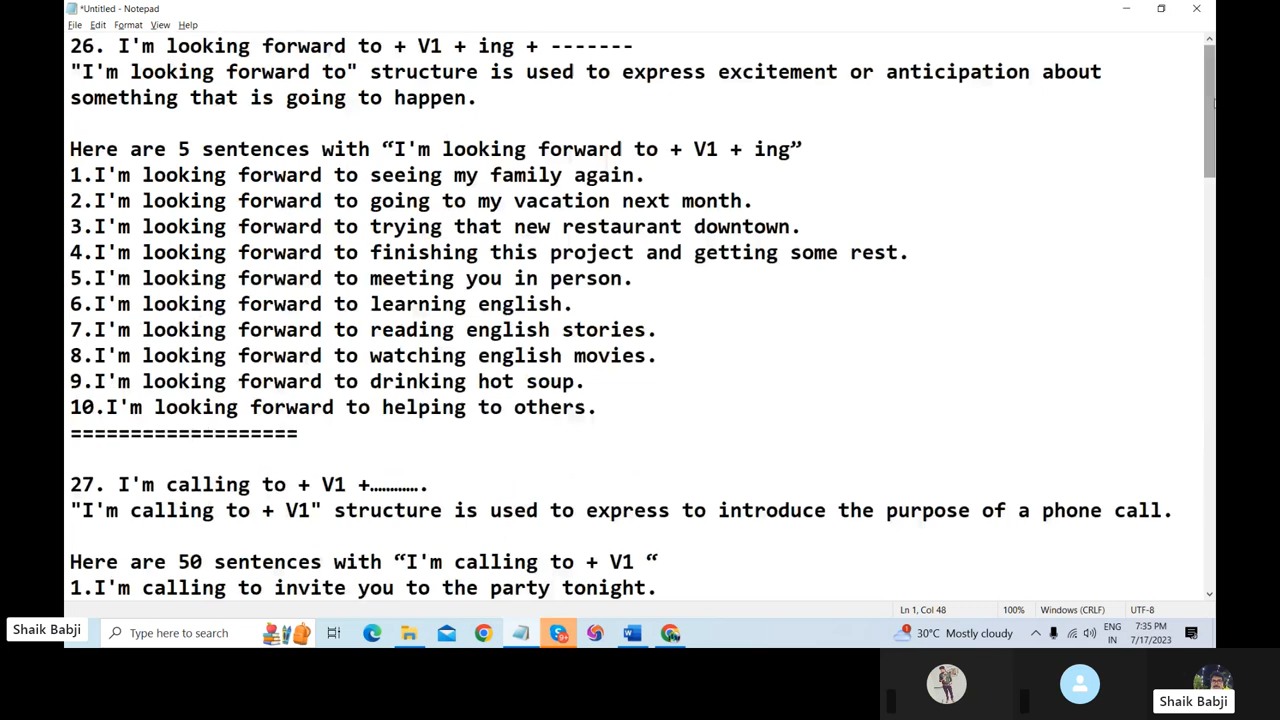 *Untitled - Notepad
File Edit Format View Help
26. I'm looking forward to + V1 + ing + -------
"I'm looking forward to" structure is used to express excitement or anticipation about
something that is going to happen.
Here are 5 sentences with “I'm looking forward to + V1 + ing”
1.I'm looking forward to seeing my family again.
2.I'm looking forward to going to my vacation next month.
3.I'm looking forward to trying that new restaurant downtown.
4.I'm looking forward to finishing this project and getting some rest.
5.I'm looking forward to meeting you in person.
6.I'm looking forward to learning english.
7.I'm looking forward to reading english stories.
8.I'm looking forward to watching english movies.
9.I'm looking forward to drinking hot soup.
10.I'm looking forward to helping to others.
===================
27. I'm calling to + V1 +………….
"I'm calling to + V1" structure is used to express to introduce the purpose of a phone call.
Here are 50 sentences with “I'm calling to + V1 “
1.I'm calling to invite you to the party tonight.
Ln 1, Col 48 100% Windows (CRLF) UTF-8
Shaik Babji
Type here to search
30°C Mostly cloudy
ENG
IN
7:35 PM
7/17/2023
Shaik Babji